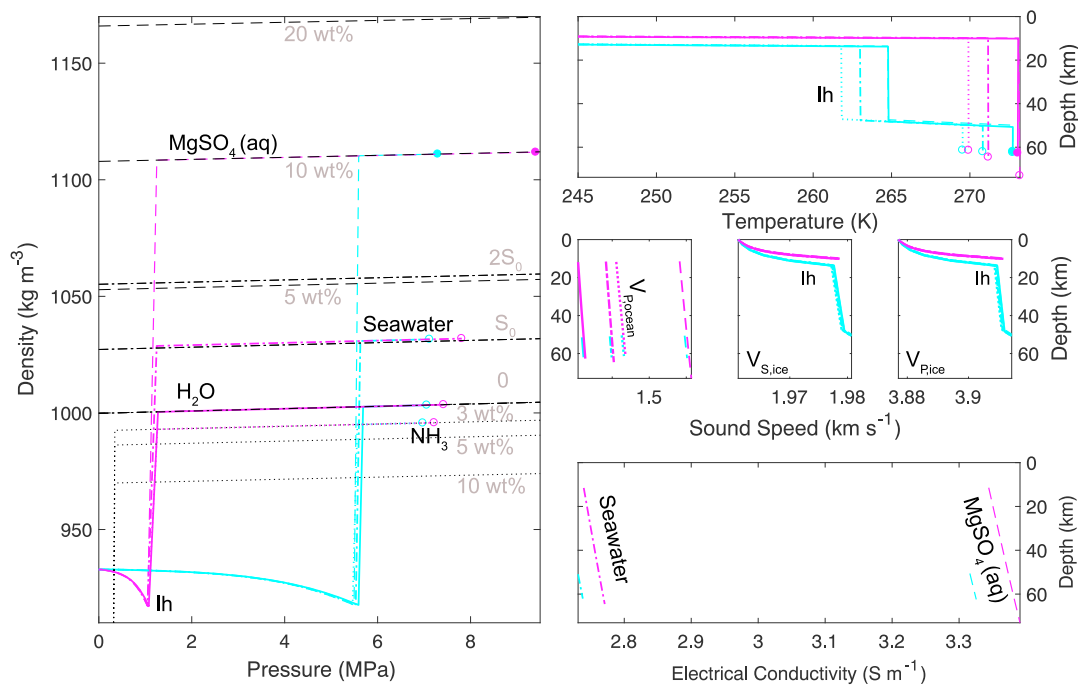 1150
1100
1050
1000
950
Density (kg m⁻³)
20 wt%
MgSO₄ (aq)
10 wt%
2S₀
5 wt%
Seawater
S₀
H₂O
0
3 wt%
NH₃
5 wt%
10 wt%
Ih
0 2 4 6 8
Pressure (MPa)
Ih
0
20
40
60
Depth (km)
245 250 255 260 265 270
Temperature (K)
V_Pocean
1.5
Ih
V_S,ice
1.97 1.98
Ih
V_P,ice
3.88 3.9
0
20
40
60
Depth (km)
Sound Speed (km s⁻¹)
Seawater
MgSO₄ (aq)
0
20
40
60
Depth (km)
2.8 2.9 3 3.1 3.2 3.3
Electrical Conductivity (S m⁻¹)